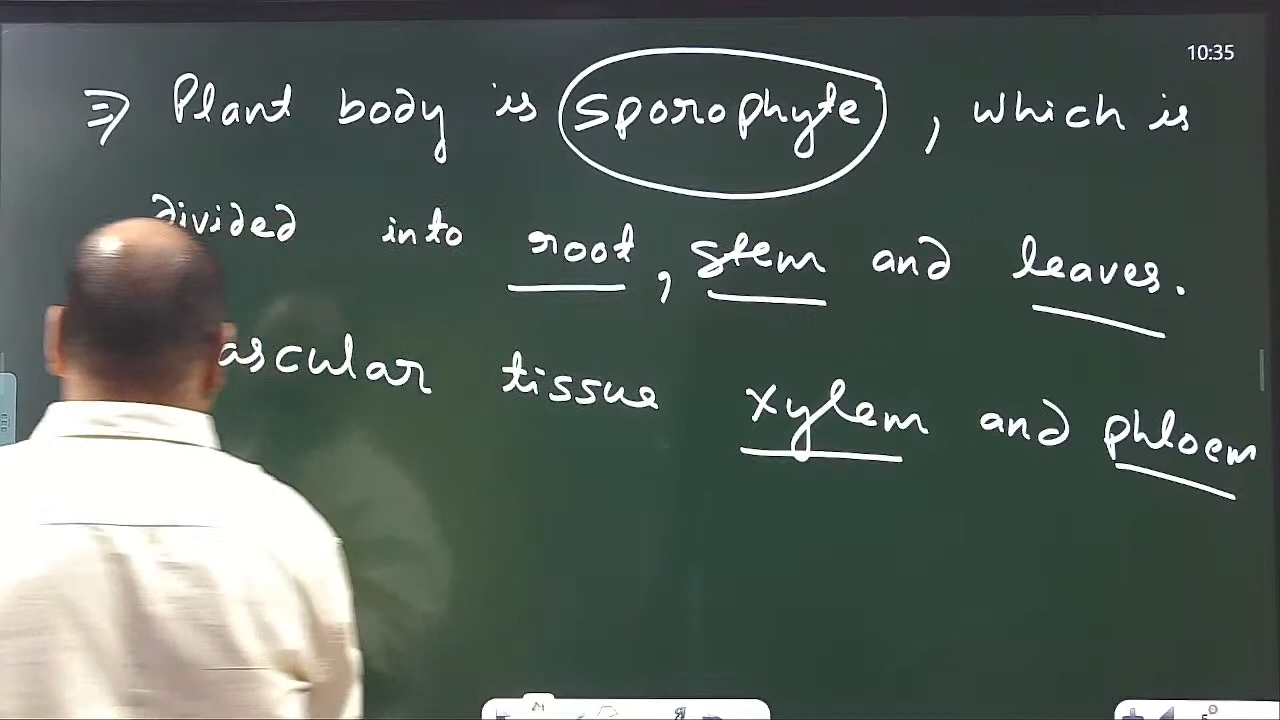 10:35
⇒ Plant body is sporophyte, which is
divided into root, stem and leaves.
ascular tissue xylem and phloem